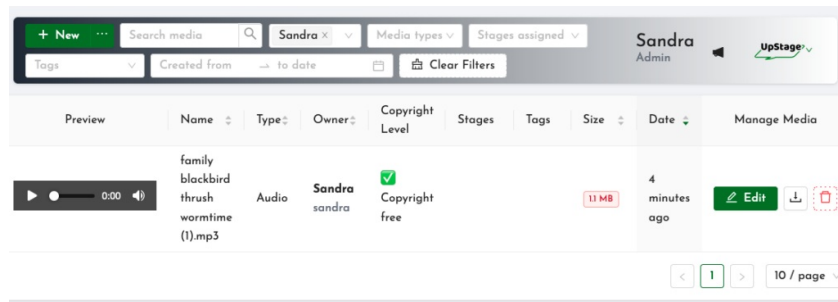 + New ...
Search media
Sandra ×
Media types
Stages assigned
Sandra
Admin
UpStage
Tags
Created from → to date
Clear Filters
Preview
Name
Type
Owner
Copyright
Level
Stages
Tags
Size
Date
Manage Media
family
blackbird
thrush
wormtime
(1).mp3
0:00
Audio
Sandra
sandra
Copyright
free
1.1 MB
4
minutes
ago
Edit
< 1 >
10 / page